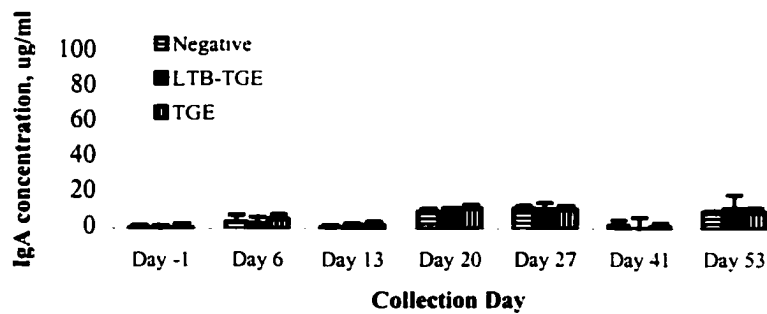 IgA concentration, ug/ml
100
80
60
40
20
0
Negative
LTB-TGE
TGE
Day -1 Day 6 Day 13 Day 20 Day 27 Day 41 Day 53
Collection Day